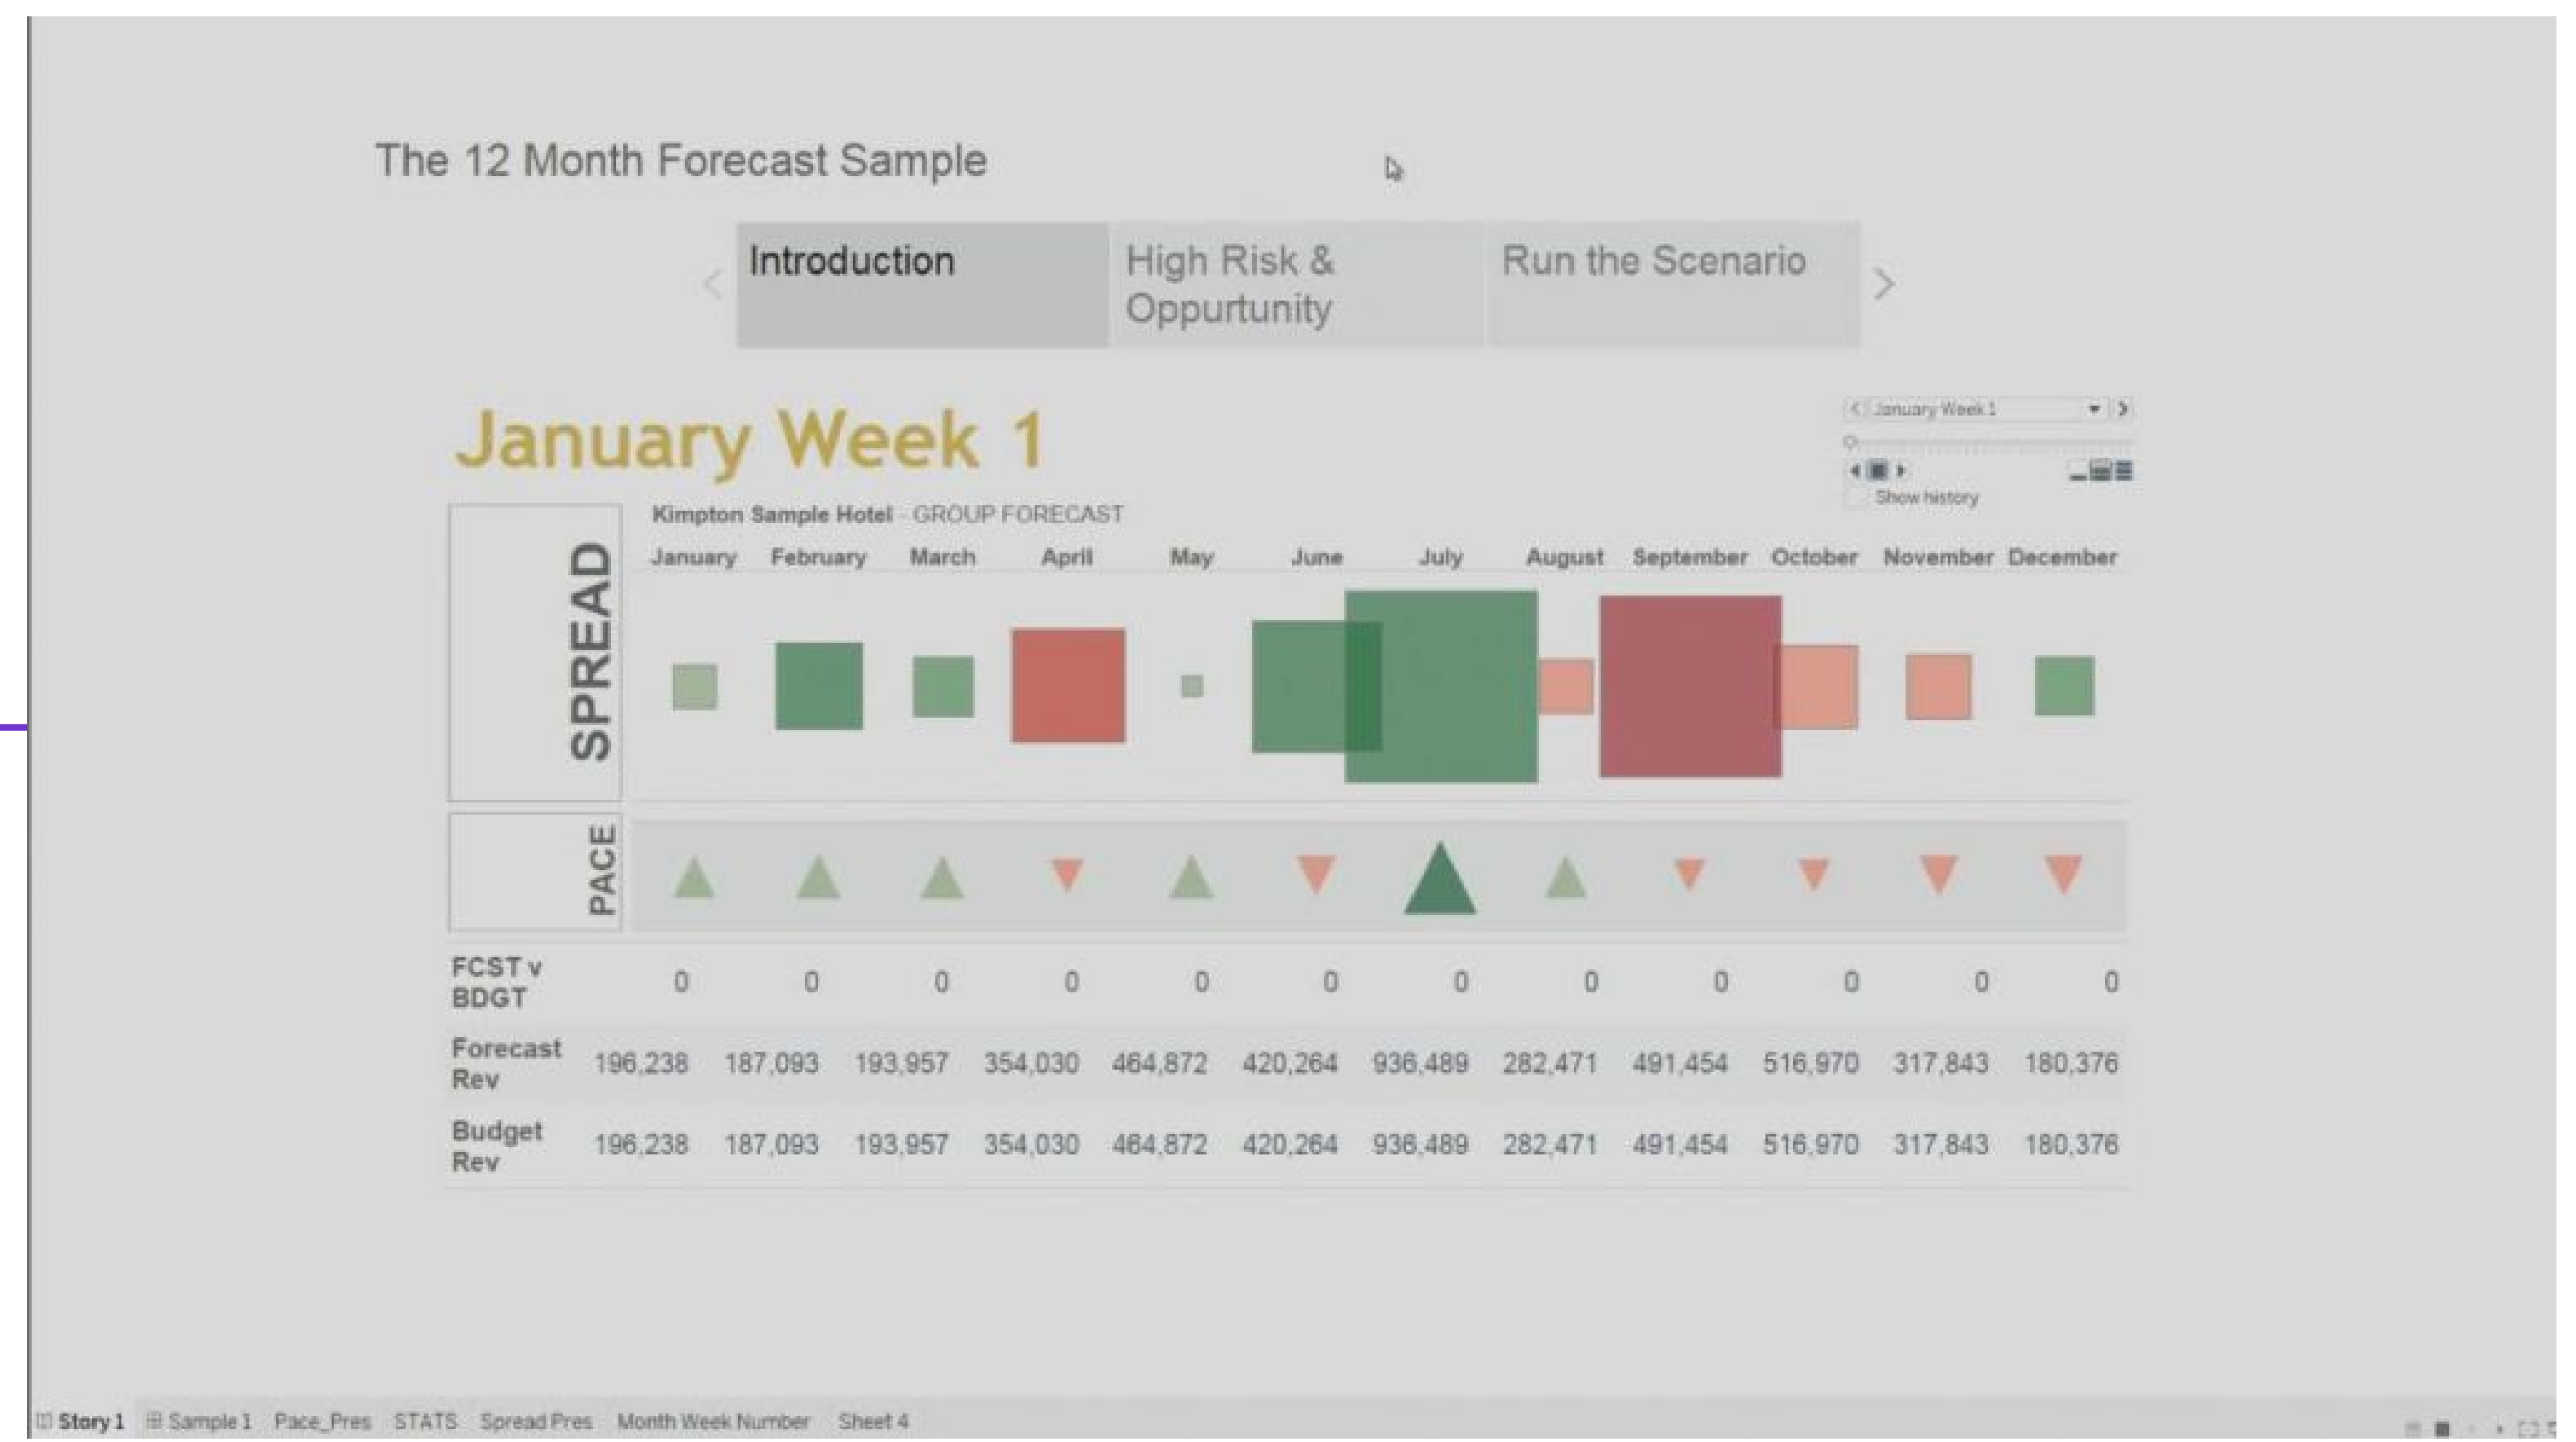 The 12 Month Forecast Sample
Introduction
High Risk &
Oppurtunity
Run the Scenario
January Week 1
January Week 1
Show history
Kimpton Sample Hotel - GROUP FORECAST
SPREAD
January February March April May June July August September October November December
PACE
FCST v
BDGT
0 0 0 0 0 0 0 0 0 0 0 0
Forecast
Rev
196,238 187,093 193,957 354,030 464,872 420,264 936,489 282,471 491,454 516,970 317,843 180,376
Budget
Rev
196,238 187,093 193,957 354,030 464,872 420,264 936,489 282,471 491,454 516,970 317,843 180,376
Story 1 Sample 1 Pace_Pres STATS Spread Pres Month Week Number Sheet 4